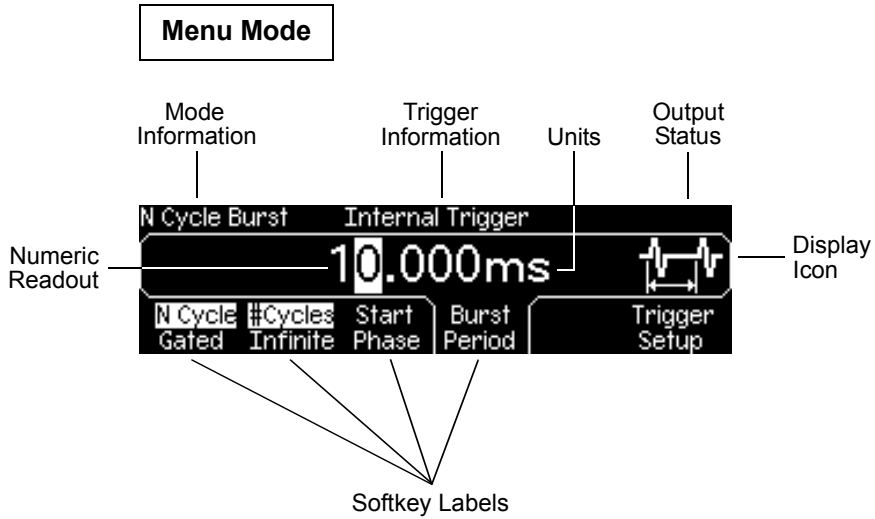 Menu Mode
Mode
Information
Trigger
Information
Units
Output
Status
N Cycle Burst Internal Trigger
Numeric
Readout
10.000ms
Display
Icon
N Cycle #Cycles Start Burst Trigger
Gated Infinite Phase Period Setup
Softkey Labels